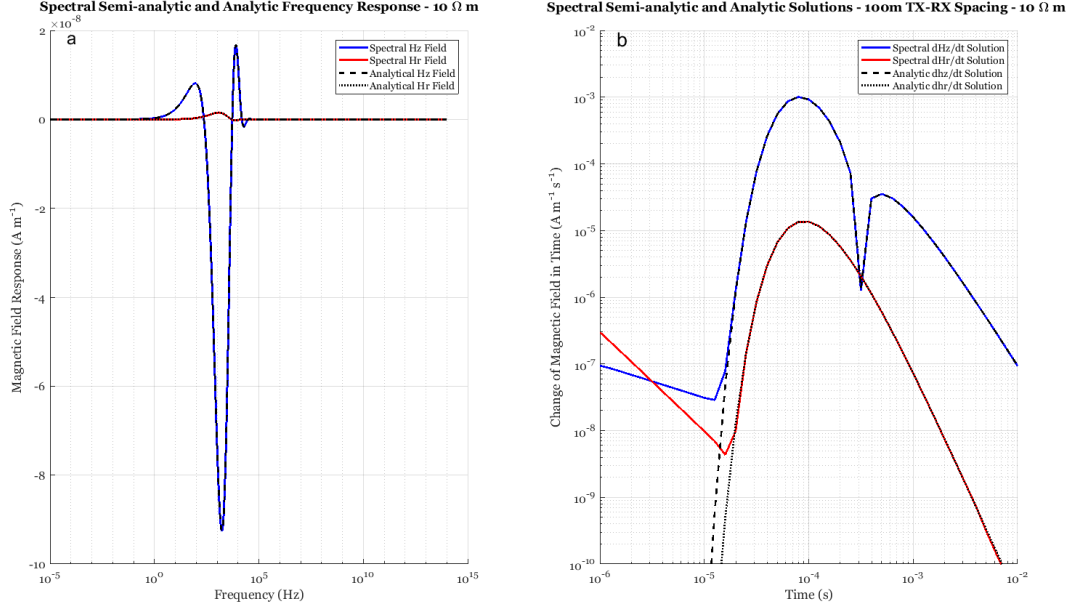 Spectral Semi-analytic and Analytic Frequency Response - 10 Ω m
×10⁻⁸
a
Spectral Hz Field
Spectral Hr Field
Analytical Hz Field
Analytical Hr Field
2
0
-2
-4
-6
-8
-10
Magnetic Field Response (A m⁻¹)
10⁻⁵
10⁰
10⁵
10¹⁰
10¹⁵
Frequency (Hz)
Spectral Semi-analytic and Analytic Solutions - 100m TX-RX Spacing - 10 Ω m
b
Spectral dHz/dt Solution
Spectral dHr/dt Solution
Analytic dhz/dt Solution
Analytic dhr/dt Solution
10⁻²
10⁻³
10⁻⁴
10⁻⁵
10⁻⁶
10⁻⁷
10⁻⁸
10⁻⁹
10⁻¹⁰
Change of Magnetic Field in Time (A m⁻¹ s⁻¹)
10⁻⁶
10⁻⁵
10⁻⁴
10⁻³
10⁻²
Time (s)